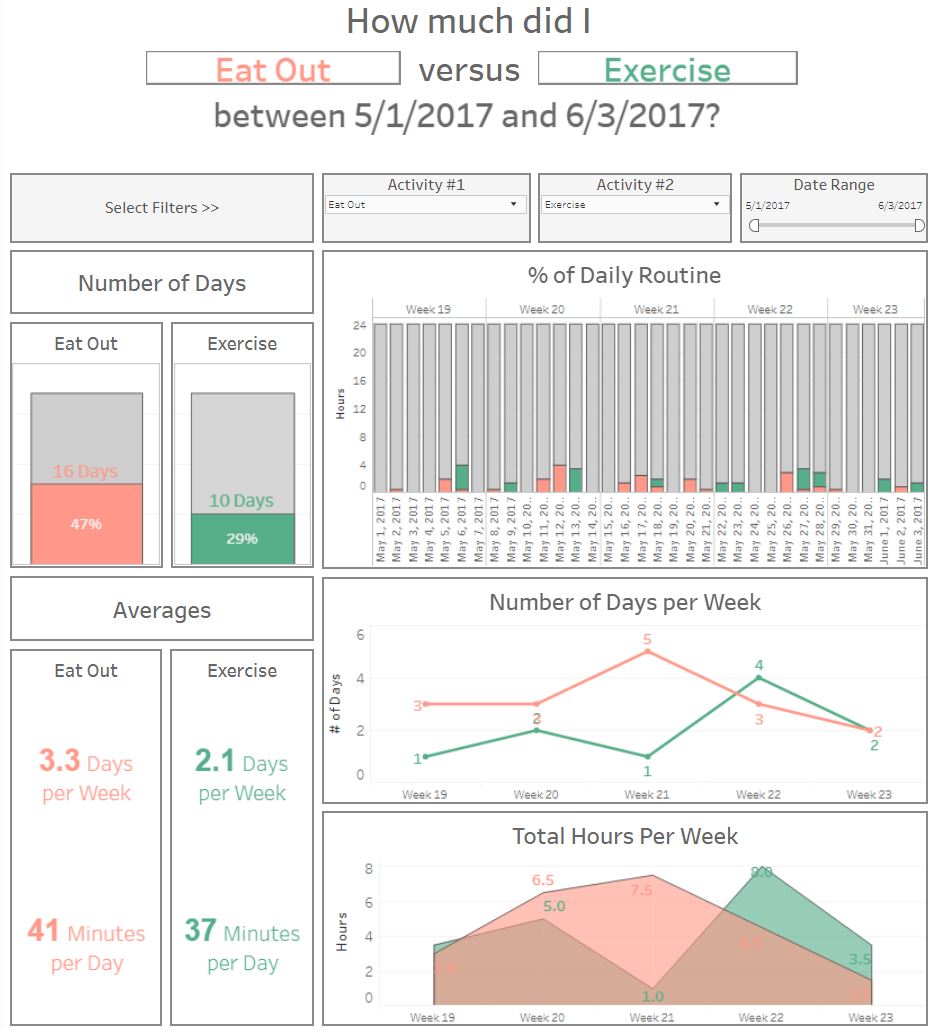 How much did I
Eat Out versus Exercise
between 5/1/2017 and 6/3/2017?
Select Filters >>
Activity #1
Eat Out
Activity #2
Exercise
Date Range
5/1/2017 6/3/2017
Number of Days
Eat Out
16 Days
47%
Exercise
10 Days
29%
% of Daily Routine
Week 19 Week 20 Week 21 Week 22 Week 23
Hours
24
20
16
12
8
4
0
May 1, 2017
May 2, 2017
May 3, 2017
May 4, 2017
May 5, 2017
May 6, 2017
May 7, 2017
May 8, 2017
May 9, 2017
May 10, 20..
May 11, 20..
May 12, 20..
May 13, 20..
May 14, 20..
May 15, 20..
May 16, 20..
May 17, 20..
May 18, 20..
May 19, 20..
May 20, 20..
May 21, 20..
May 22, 20..
May 23, 20..
May 24, 20..
May 25, 20..
May 26, 20..
May 27, 20..
May 28, 20..
May 29, 20..
May 30, 20..
May 31, 20..
June 1, 2017
June 2, 2017
June 3, 2017
Averages
Eat Out
3.3 Days
per Week
41 Minutes
per Day
Exercise
2.1 Days
per Week
37 Minutes
per Day
Number of Days per Week
# of Days
6
4
2
0
3
5
3
2
1
2
1
4
2
Week 19 Week 20 Week 21 Week 22 Week 23
Total Hours Per Week
Hours
8
6
4
2
0
6.5
7.5
5.0
1.0
8.0
3.5
Week 19 Week 20 Week 21 Week 22 Week 23